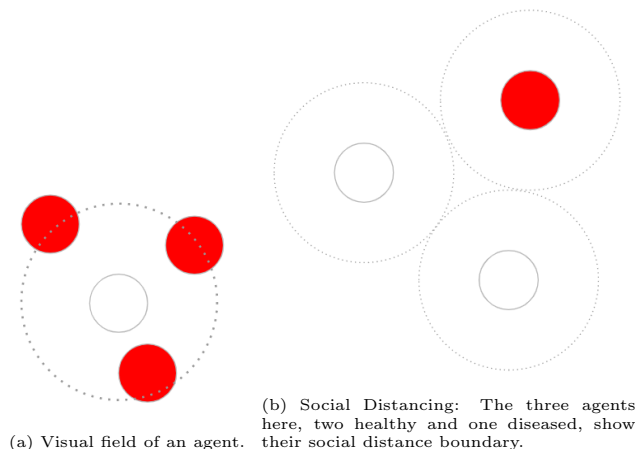 (a) Visual field of an agent.
(b) Social Distancing: The three agents
here, two healthy and one diseased, show
their social distance boundary.